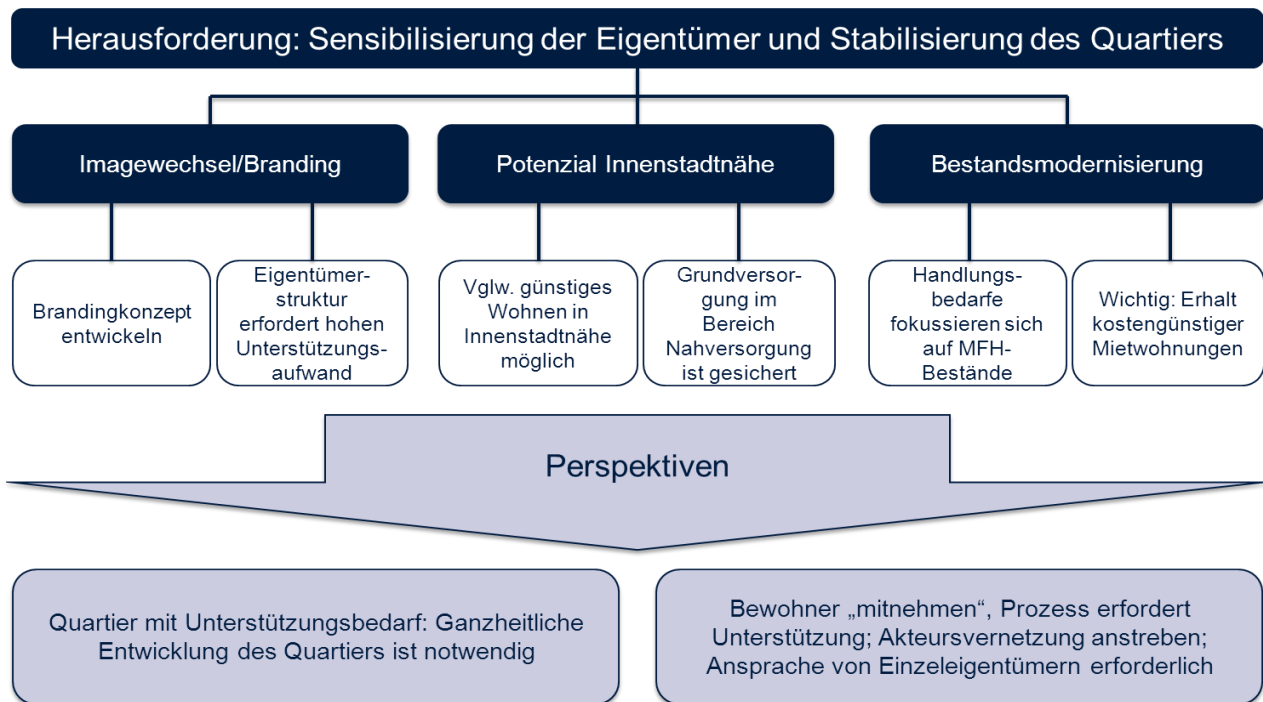 Herausforderung: Sensibilisierung der Eigentümer und Stabilisierung des Quartiers
Imagewechsel/Branding
Potenzial Innenstadtnähe
Bestandsmodernisierung
Brandingkonzept
entwickeln
Eigentümer-
struktur
erfordert hohen
Unterstützungs-
aufwand
Vglw. günstiges
Wohnen in
Innenstadtnähe
möglich
Grundversor-
gung im
Bereich
Nahversorgung
ist gesichert
Handlungs-
bedarfe
fokussieren sich
auf MFH-
Bestände
Wichtig: Erhalt
kostengünstiger
Mietwohnungen
Perspektiven
Quartier mit Unterstützungsbedarf: Ganzheitliche
Entwicklung des Quartiers ist notwendig
Bewohner „mitnehmen“, Prozess erfordert
Unterstützung; Akteursvernetzung anstreben;
Ansprache von Einzeleigentümern erforderlich